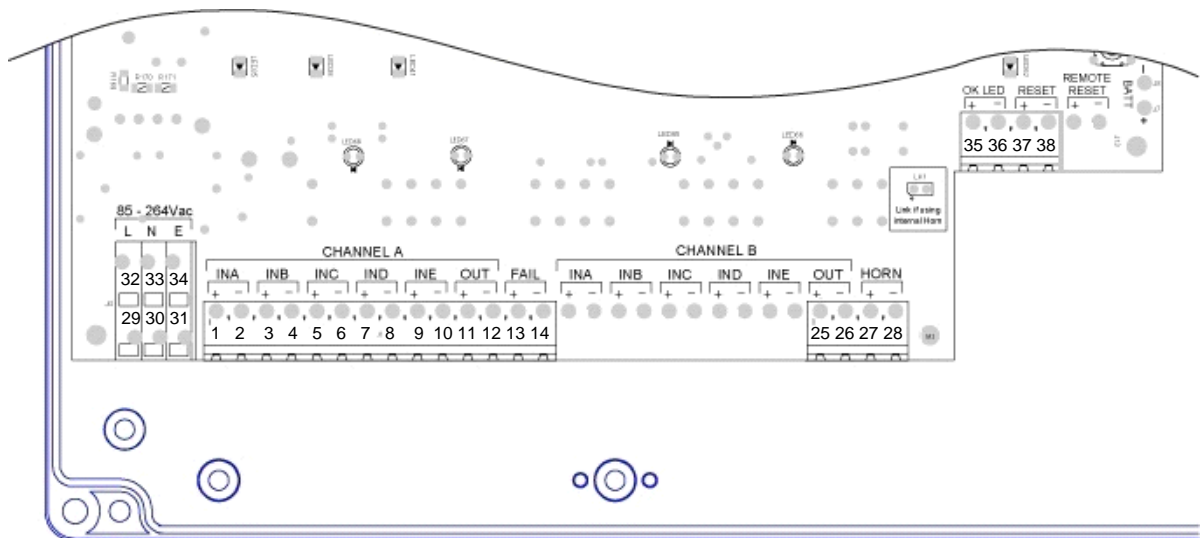 R170 R171
OK LED RESET REMOTE RESET BATT
+ − + − + − − +
35 36 37 38
LK1
Link if using
internal Horn
85 - 264Vac
L N E
32 33 34
29 30 31
CHANNEL A CHANNEL B
INA INB INC IND INE OUT FAIL INA INB INC IND INE OUT HORN
+ − + − + − + − + − + − + − + − + − + − + − + − + − + −
1 2 3 4 5 6 7 8 9 10 11 12 13 14 25 26 27 28